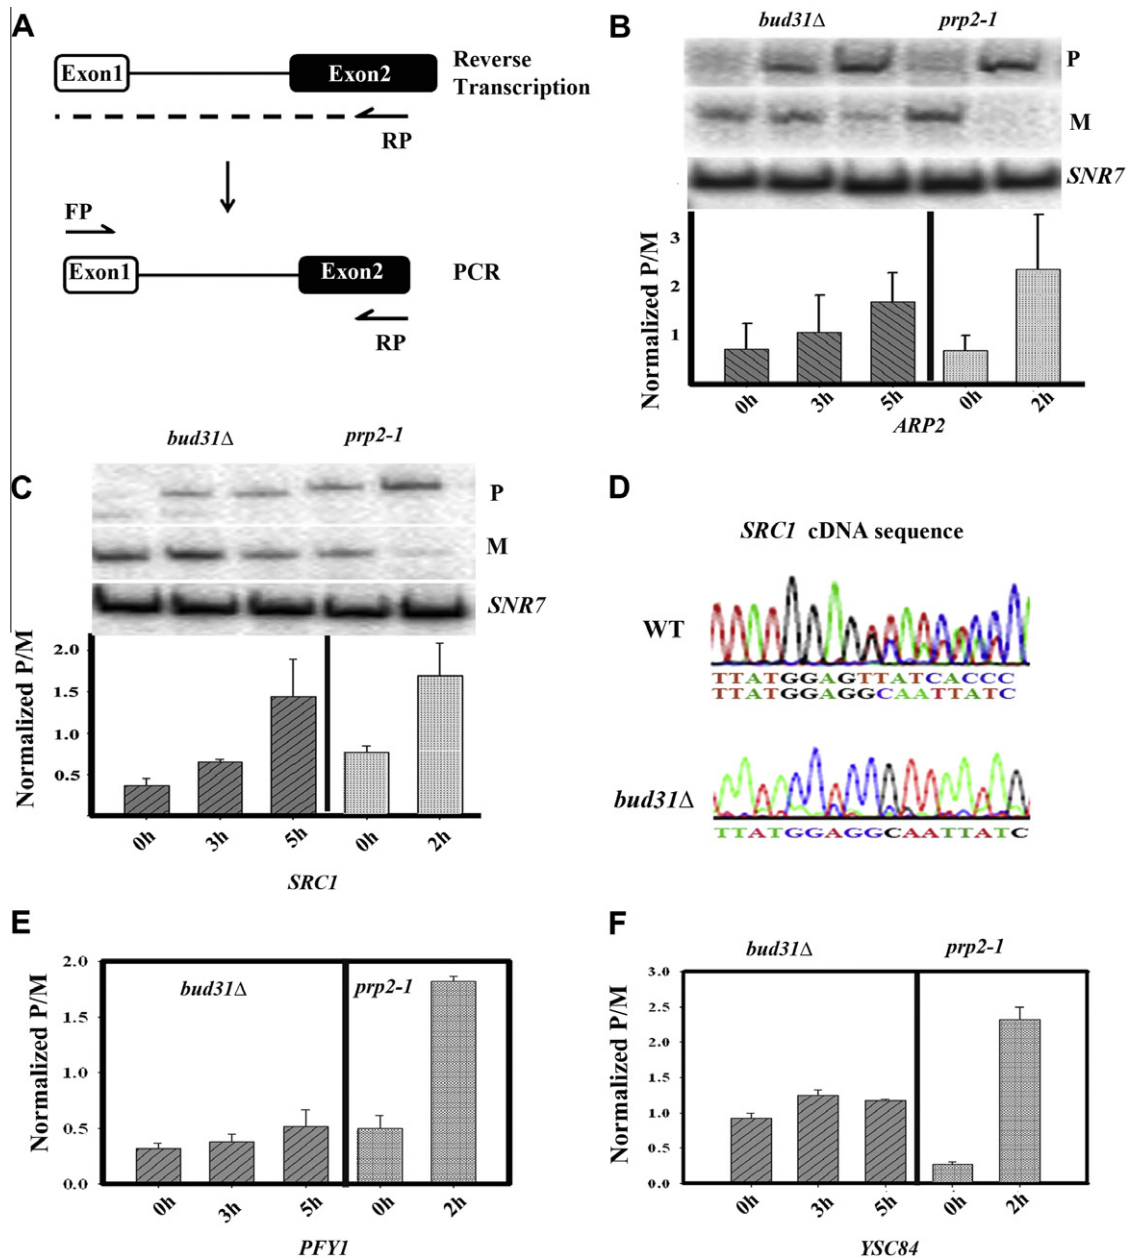 A
Exon1
Exon2
Reverse
Transcription
RP
FP
Exon1
Exon2
PCR
RP
B
bud31Δ prp2-1
P
M
SNR7
Normalized P/M
3
2
1
0h 3h 5h 0h 2h
ARP2
C
bud31Δ prp2-1
P
M
SNR7
Normalized P/M
2.0
1.5
1.0
0.5
0h 3h 5h 0h 2h
SRC1
D
SRC1 cDNA sequence
WT
TTATGGAGTTATCACCC
TTATGGAGGCAATTATC
bud31Δ
TTATGGAGGCAATTATC
E
Normalized P/M
2.0
1.5
1.0
0.5
0.0
bud31Δ prp2-1
0h 3h 5h 0h 2h
PFY1
F
bud31Δ prp2-1
Normalized P/M
3.0
2.5
2.0
1.5
1.0
0.5
0.0
0h 3h 5h 0h 2h
YSC84